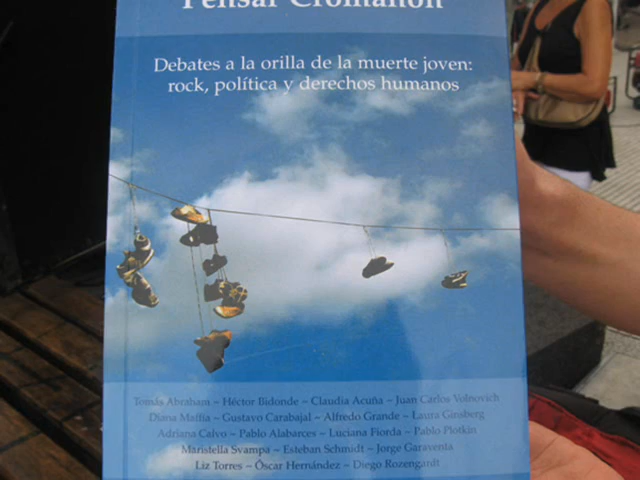 Pensar Cromañón
Debates a la orilla de la muerte joven:
rock, política y derechos humanos
Tomás Abraham ~ Héctor Bidonde ~ Claudia Acuña ~ Juan Carlos Volnovich
Diana Maffía ~ Gustavo Carabajal ~ Alfredo Grande ~ Laura Ginsberg
Adriana Calvo ~ Pablo Alabarces ~ Luciana Fiorda ~ Pablo Plotkin
Maristella Svampa ~ Esteban Schmidt ~ Jorge Garaventa
Liz Torres ~ Óscar Hernández ~ Diego Rozengardt